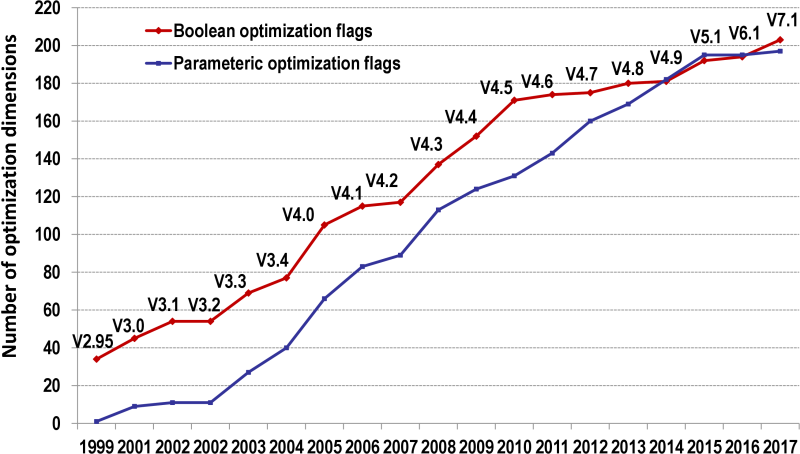 Number of optimization dimensions
220
200
180
160
140
120
100
80
60
40
20
0
Boolean optimization flags
Parameteric optimization flags
V2.95
V3.0
V3.1
V3.2
V3.3
V3.4
V4.0
V4.1
V4.2
V4.3
V4.4
V4.5
V4.6
V4.7
V4.8
V4.9
V5.1
V6.1
V7.1
1999 2001 2002 2002 2003 2004 2005 2006 2007 2008 2009 2010 2011 2012 2013 2014 2015 2016 2017